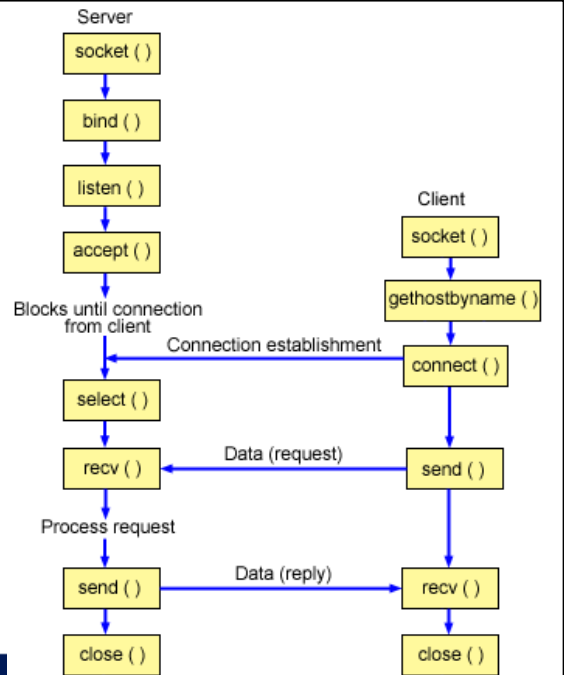 Server
socket ( )
bind ( )
listen ( )
accept ( )
Blocks until connection
from client
select ( )
recv ( )
Process request
send ( )
close ( )
Client
socket ( )
gethostbyname ( )
connect ( )
send ( )
recv ( )
close ( )
Connection establishment
Data (request)
Data (reply)